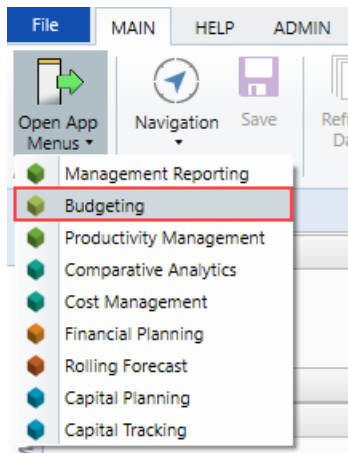 File MAIN HELP ADMIN
Open App Menus Navigation Save
Management Reporting
Budgeting
Productivity Management
Comparative Analytics
Cost Management
Financial Planning
Rolling Forecast
Capital Planning
Capital Tracking